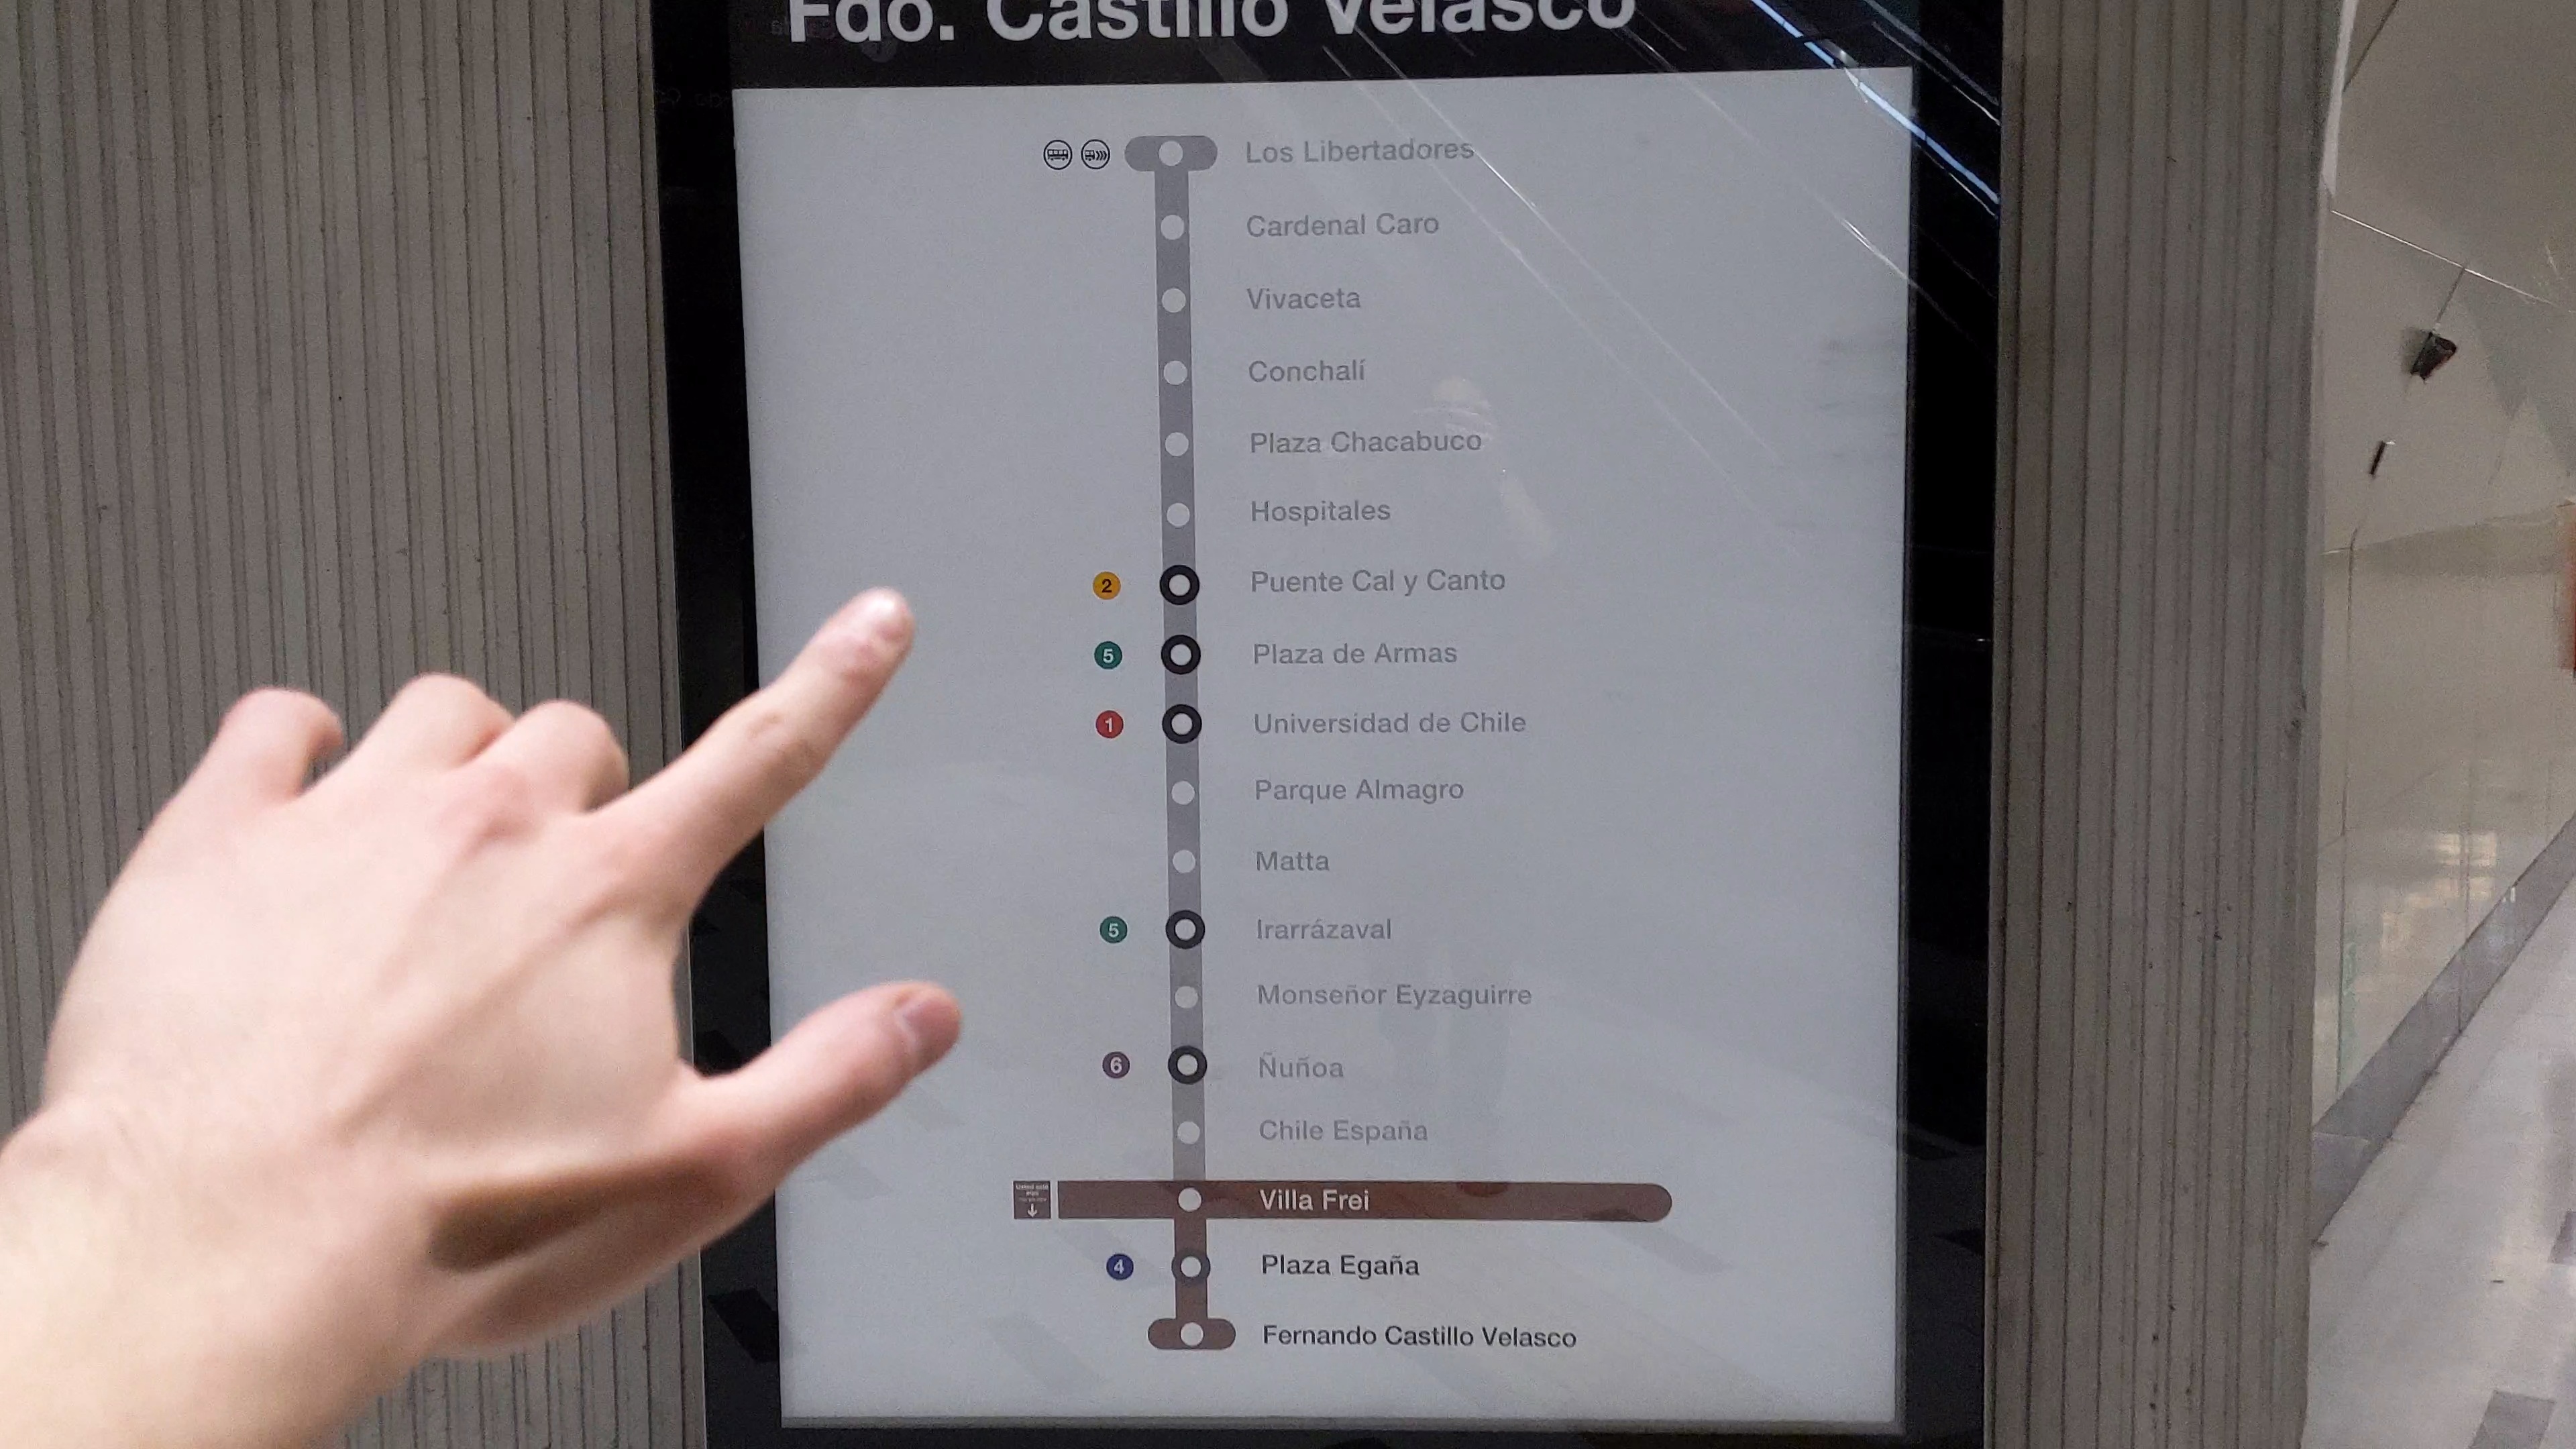 Fdo. Castillo Velasco
Los Libertadores
Cardenal Caro
Vivaceta
Conchalí
Plaza Chacabuco
Hospitales
2 Puente Cal y Canto
5 Plaza de Armas
1 Universidad de Chile
Parque Almagro
Matta
5 Irarrázaval
Monseñor Eyzaguirre
6 Ñuñoa
Chile España
Villa Frei
4 Plaza Egaña
Fernando Castillo Velasco